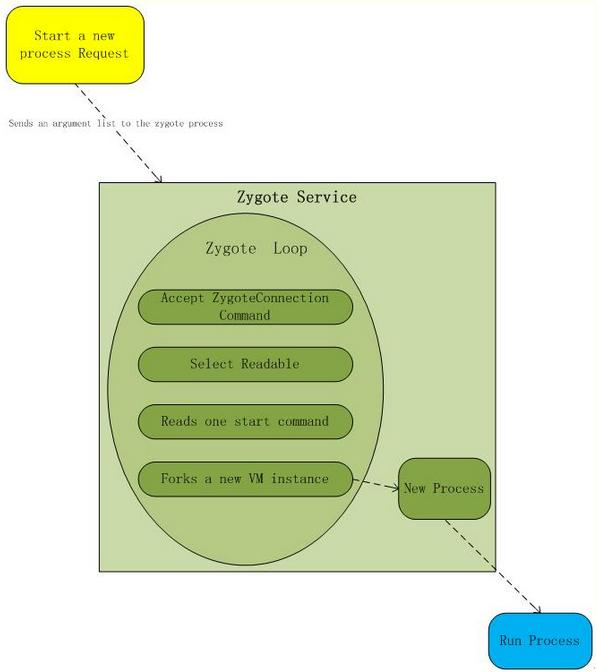 Start a new
process Request
Sends an argument list to the zygote process
Zygote Service
Zygote Loop
Accept ZygoteConnection
Command
Select Readable
Reads one start command
Forks a new VM instance
New Process
Run Process